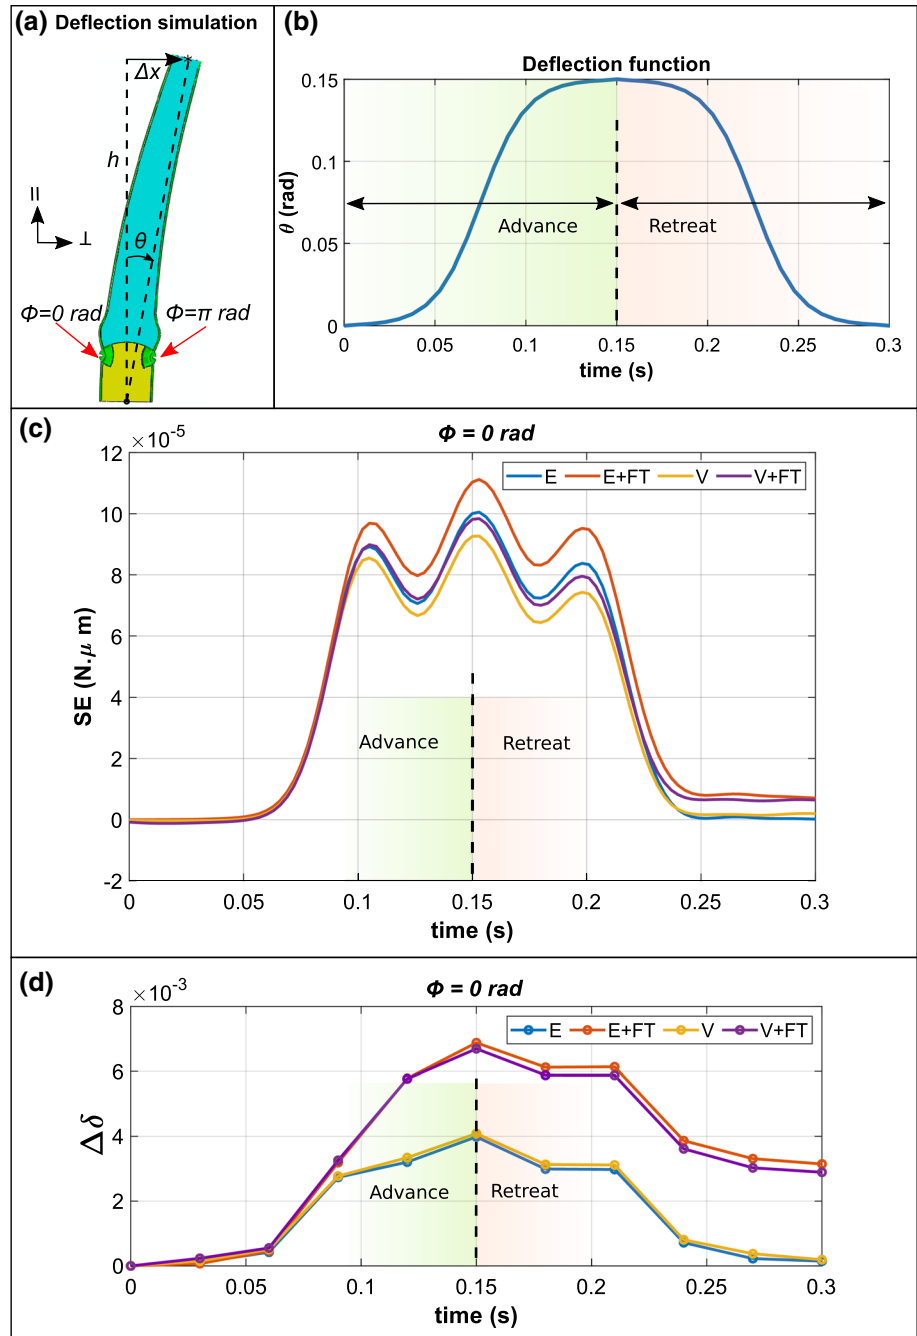 (a) Deflection simulation
Δx
h
=
⊥
θ
Φ=0 rad
Φ=π rad
(b)
Deflection function
0.15
0.1
0.05
0
θ (rad)
Advance
Retreat
0 0.05 0.1 0.15 0.2 0.25 0.3
time (s)
(c)
Φ = 0 rad
×10-5
E E+FT V V+FT
12
10
8
6
4
2
0
-2
SE (N.μ m)
Advance
Retreat
0 0.05 0.1 0.15 0.2 0.25 0.3
time (s)
(d)
Φ = 0 rad
×10-3
E E+FT V V+FT
8
6
4
2
0
Δδ
Advance
Retreat
0 0.05 0.1 0.15 0.2 0.25 0.3
time (s)